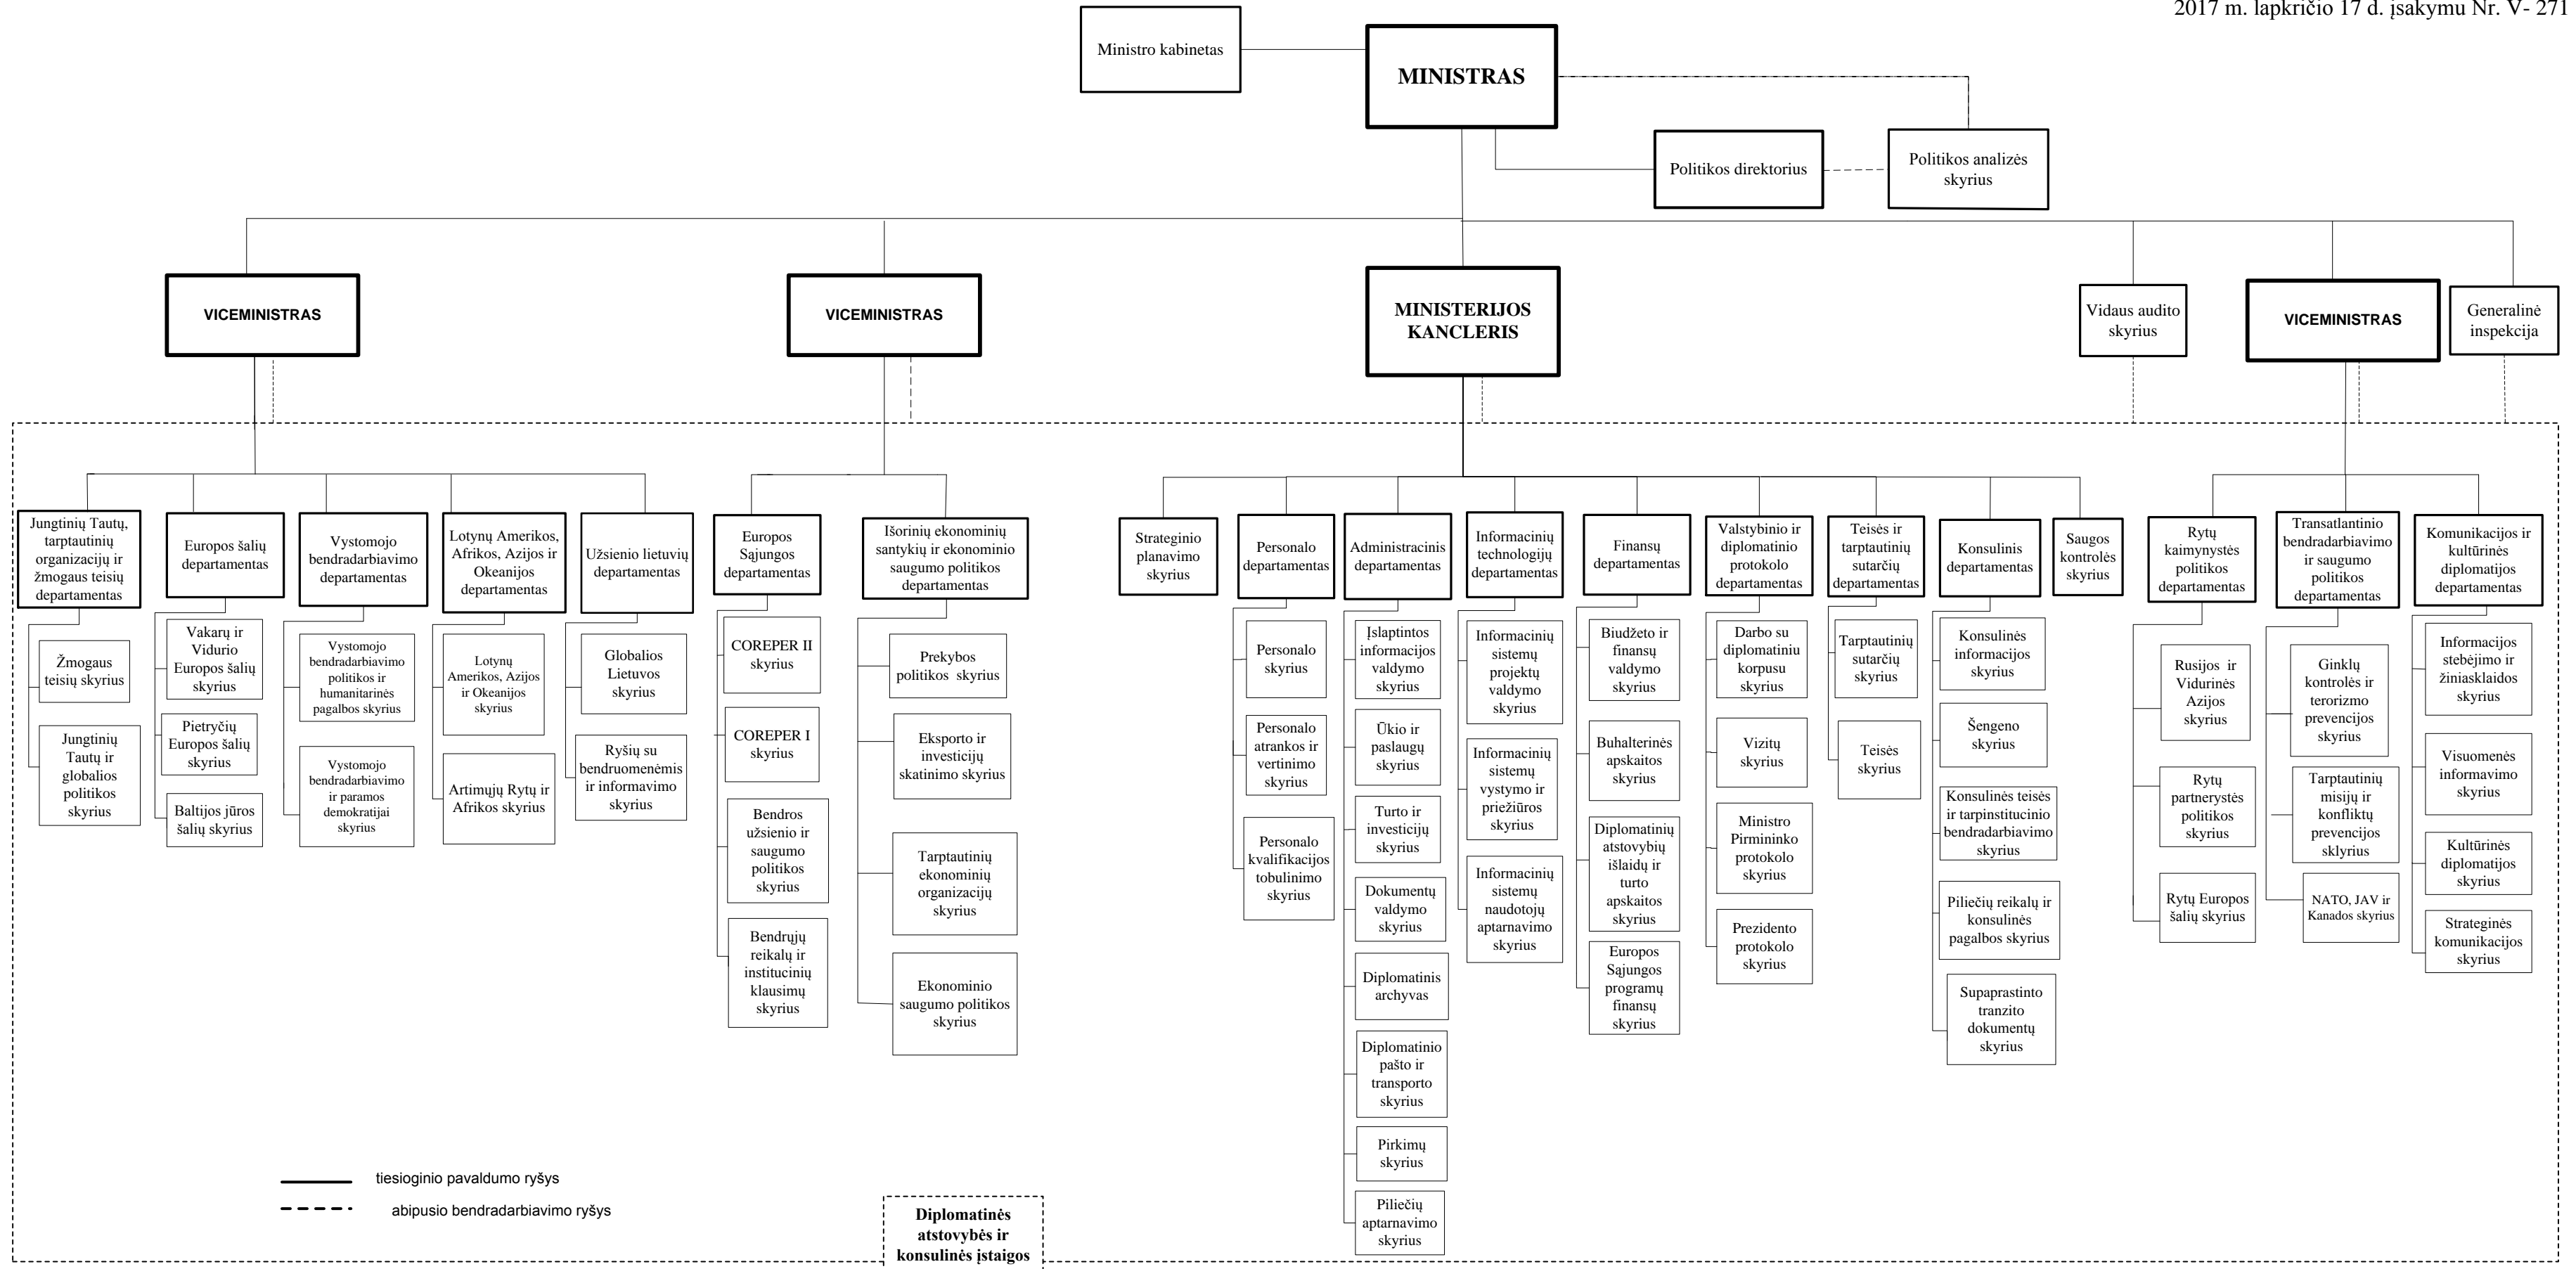 2017 m. lapkričio 17 d. įsakymu Nr. V- 271
Ministro kabinetas
MINISTRAS
Politikos direktorius
Politikos analizės
skyrius
VICEMINISTRAS
VICEMINISTRAS
MINISTERIJOS
KANCLERIS
Vidaus audito
skyrius
VICEMINISTRAS
Generalinė
inspekcija
Jungtinių Tautų,
tarptautinių
organizacijų ir
žmogaus teisių
departamentas
Žmogaus
teisių skyrius
Jungtinių
Tautų ir
globalios
politikos
skyrius
Europos šalių
departamentas
Vakarų ir
Vidurio
Europos šalių
skyrius
Pietryčių
Europos šalių
skyrius
Baltijos jūros
šalių skyrius
Vystomojo
bendradarbiavimo
departamentas
Vystomojo
bendradarbiavimo
politikos ir
humanitarinės
pagalbos skyrius
Vystomojo
bendradarbiavimo
ir paramos
demokratijai
skyrius
Lotynų Amerikos,
Afrikos, Azijos ir
Okeanijos
departamentas
Lotynų
Amerikos, Azijos
ir Okeanijos
skyrius
Artimųjų Rytų ir
Afrikos skyrius
Užsienio lietuvių
departamentas
Globalios
Lietuvos
skyrius
Ryšių su
bendruomenėmis
ir informavimo
skyrius
Europos
Sąjungos
departamentas
COREPER II
skyrius
COREPER I
skyrius
Bendros
užsienio ir
saugumo
politikos
skyrius
Bendrųjų
reikalų ir
institucinių
klausimų
skyrius
Išorinių ekonominių
santykių ir ekonominio
saugumo politikos
departamentas
Prekybos
politikos  skyrius
Eksporto ir
investicijų
skatinimo skyrius
Tarptautinių
ekonominių
organizacijų
skyrius
Ekonominio
saugumo politikos
skyrius
Strateginio
planavimo
skyrius
Personalo
departamentas
Personalo
skyrius
Personalo
atrankos ir
vertinimo
skyrius
Personalo
kvalifikacijos
tobulinimo
skyrius
Administracinis
departamentas
Įslaptintos
informacijos
valdymo
skyrius
Ūkio ir
paslaugų
skyrius
Turto ir
investicijų
skyrius
Dokumentų
valdymo
skyrius
Diplomatinis
archyvas
Diplomatinio
pašto ir
transporto
skyrius
Pirkimų
skyrius
Piliečių
aptarnavimo
skyrius
Informacinių
technologijų
departamentas
Informacinių
sistemų
projektų
valdymo
skyrius
Informacinių
sistemų
vystymo ir
priežiūros
skyrius
Informacinių
sistemų
naudotojų
aptarnavimo
skyrius
Finansų
departamentas
Biudžeto ir
finansų
valdymo
skyrius
Buhalterinės
apskaitos
skyrius
Diplomatinių
atstovybių
išlaidų ir
turto
apskaitos
skyrius
Europos
Sąjungos
programų
finansų
skyrius
Valstybinio ir
diplomatinio
protokolo
departamentas
Darbo su
diplomatiniu
korpusu
skyrius
Vizitų
skyrius
Ministro
Pirmininko
protokolo
skyrius
Prezidento
protokolo
skyrius
Teisės ir
tarptautinių
sutarčių
departamentas
Tarptautinių
sutarčių
skyrius
Teisės
skyrius
Konsulinis
departamentas
Konsulinės
informacijos
skyrius
Šengeno
skyrius
Konsulinės teisės
ir tarpinstitucinio
bendradarbiavimo
skyrius
Piliečių reikalų ir
konsulinės
pagalbos skyrius
Supaprastinto
tranzito
dokumentų
skyrius
Saugos
kontrolės
skyrius
Rytų
kaimynystės
politikos
departamentas
Rusijos  ir
Vidurinės
Azijos
skyrius
Rytų
partnerystės
politikos
skyrius
Rytų Europos
šalių skyrius
Transatlantinio
bendradarbiavimo
ir saugumo
politikos
departamentas
Ginklų
kontrolės ir
terorizmo
prevencijos
skyrius
Tarptautinių
misijų ir
konfliktų
prevencijos
sklyrius
NATO, JAV ir
Kanados skyrius
Komunikacijos ir
kultūrinės
diplomatijos
departamentas
Informacijos
stebėjimo ir
žiniasklaidos
skyrius
Visuomenės
informavimo
skyrius
Kultūrinės
diplomatijos
skyrius
Strateginės
komunikacijos
skyrius
tiesioginio pavaldumo ryšys
abipusio bendradarbiavimo ryšys
Diplomatinės
atstovybės ir
konsulinės įstaigos